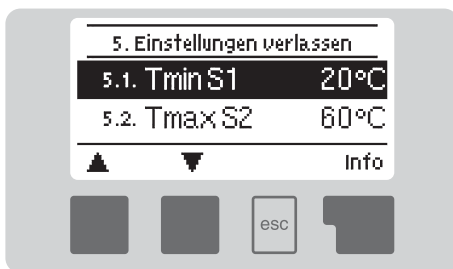 5. Einstellungen verlassen
5.1. Tmin S1 20°C
5.2. Tmax S2 60°C
▲ ▼ Info
esc